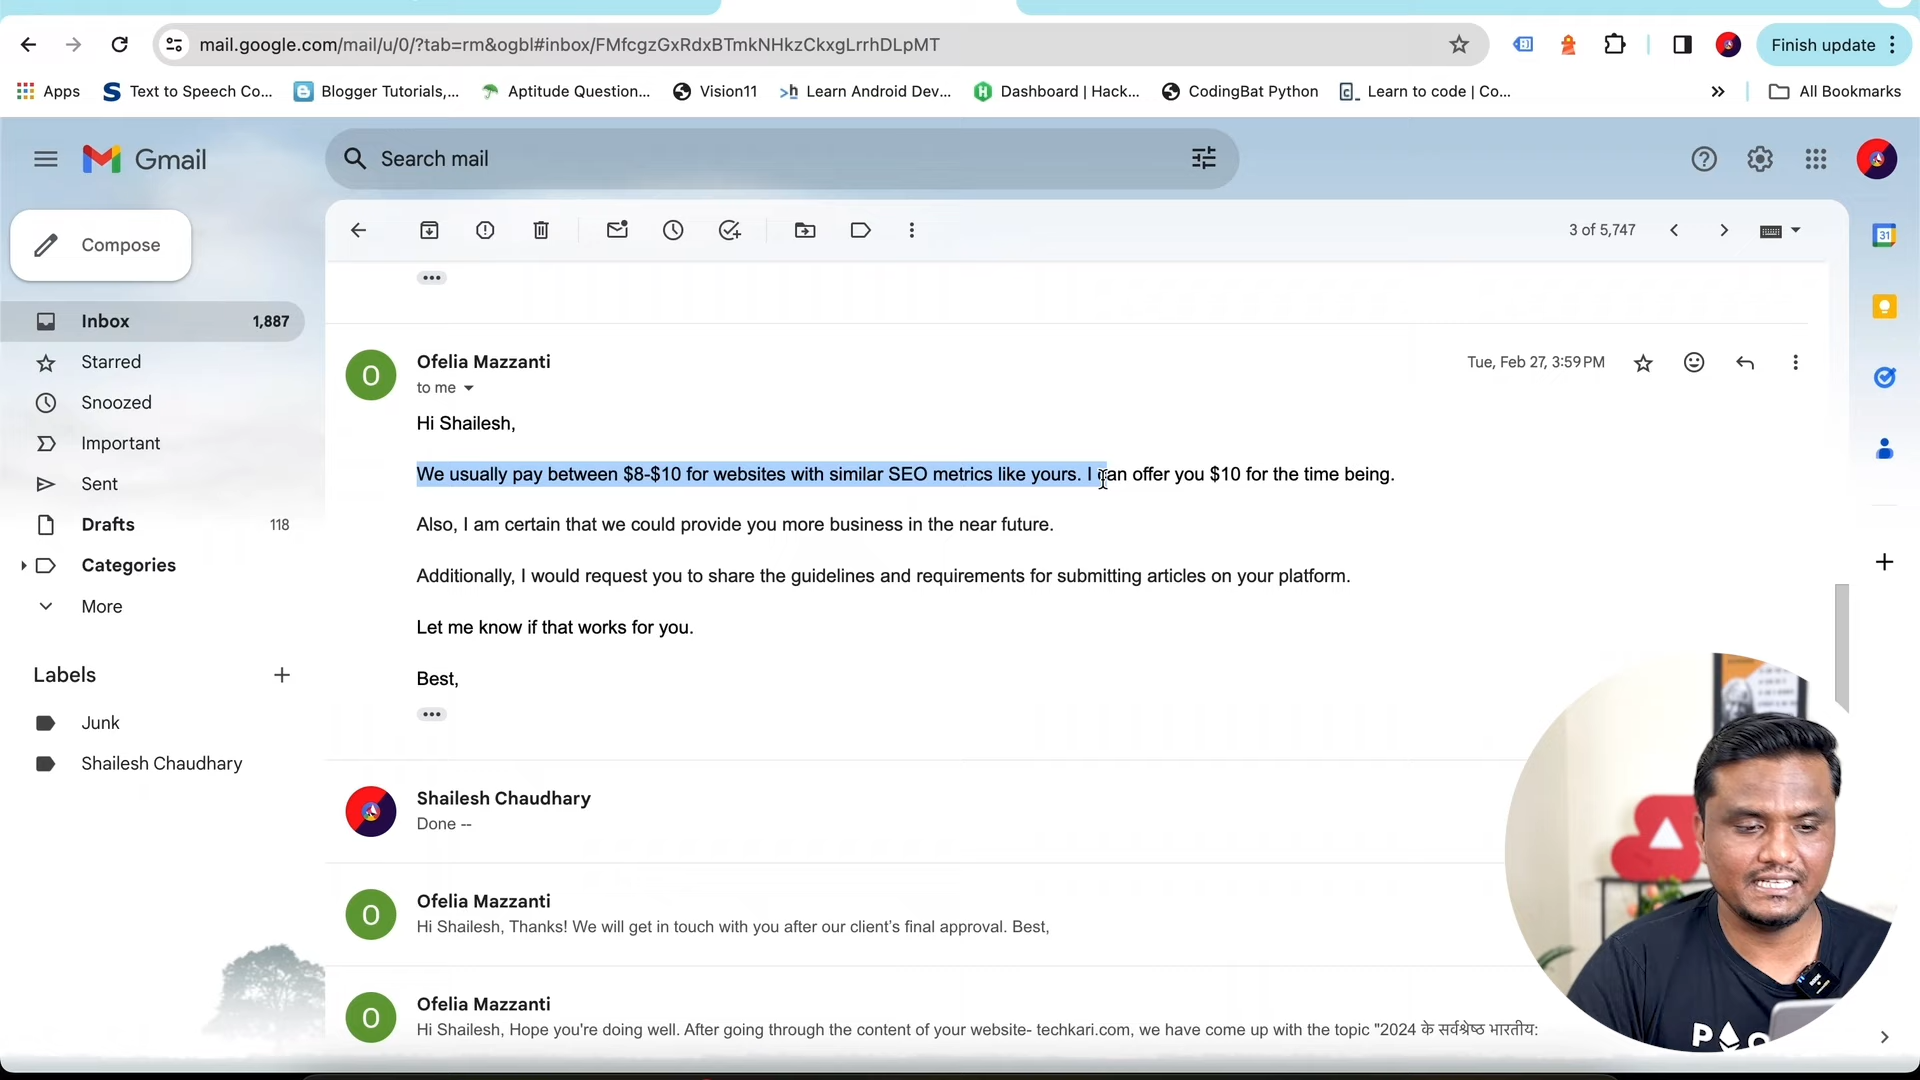 mail.google.com/mail/u/0/?tab=rm&ogbl#inbox/FMfcgzGxRdxBTmkNHkzCkxgLrrhDLpMT
Finish update
Apps
Text to Speech Co...
Blogger Tutorials,...
Aptitude Question...
Vision11
Learn Android Dev...
Dashboard | Hack...
CodingBat Python
Learn to code | Co...
All Bookmarks
Gmail
Search mail
Compose
3 of 5,747
Inbox 1,887
Starred
Snoozed
Important
Sent
Drafts 118
Categories
More
Labels
Junk
Shailesh Chaudhary
Ofelia Mazzanti
Tue, Feb 27, 3:59 PM
to me
Hi Shailesh,
We usually pay between $8-$10 for websites with similar SEO metrics like yours. I can offer you $10 for the time being.
Also, I am certain that we could provide you more business in the near future.
Additionally, I would request you to share the guidelines and requirements for submitting articles on your platform.
Let me know if that works for you.
Best,
Shailesh Chaudhary
Done --
Ofelia Mazzanti
Hi Shailesh, Thanks! We will get in touch with you after our client's final approval. Best,
Ofelia Mazzanti
Hi Shailesh, Hope you're doing well. After going through the content of your website- techkari.com, we have come up with the topic "2024 के सर्वश्रेष्ठ भारतीय: